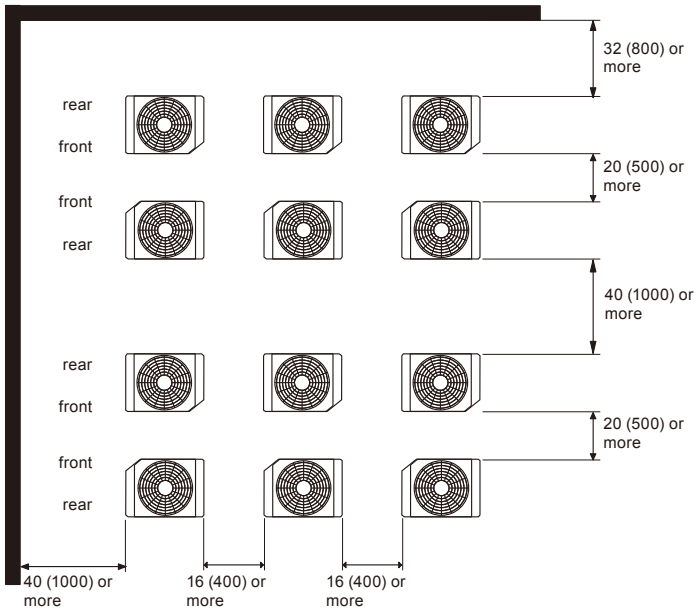 32 (800) or
more
rear
front
20 (500) or
more
front
rear
40 (1000) or
more
rear
front
20 (500) or
more
front
rear
40 (1000) or
more
16 (400) or
more
16 (400) or
more